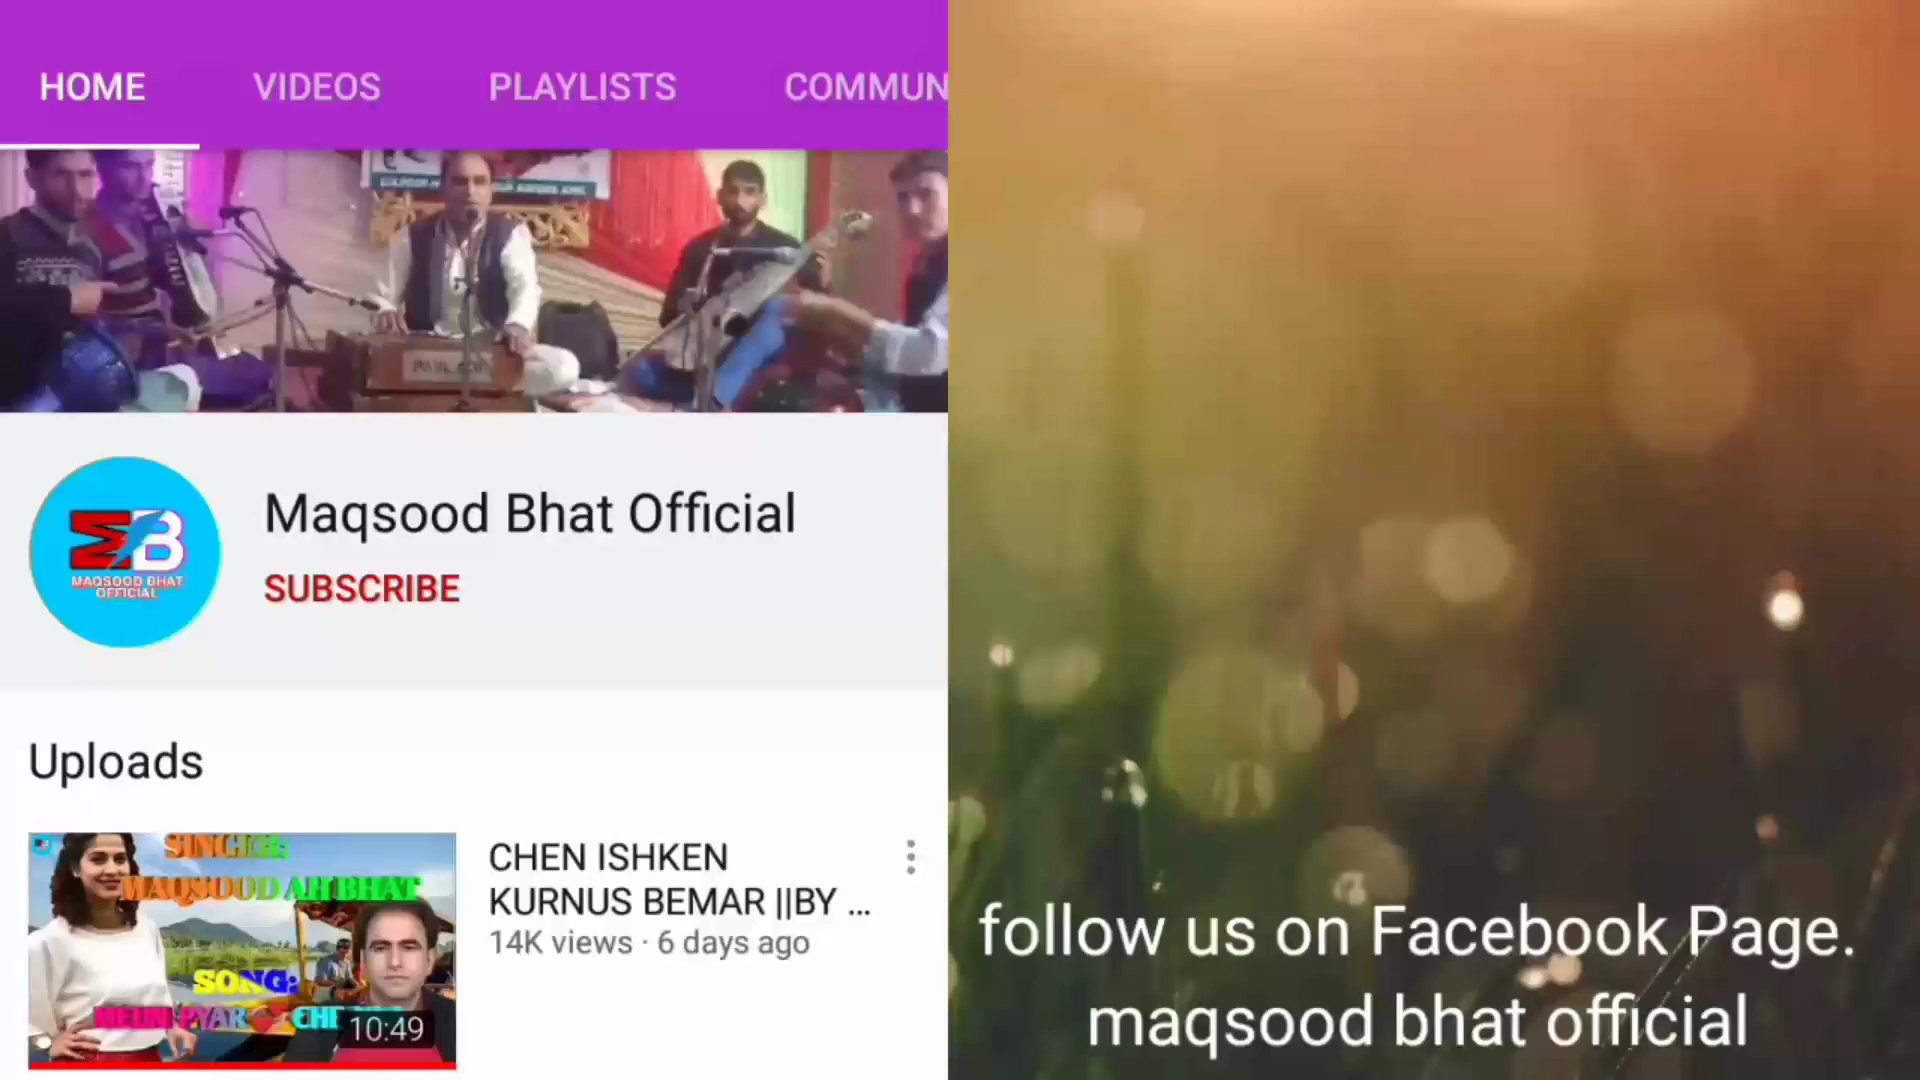 HOME
VIDEOS
PLAYLISTS
COMMUN
Maqsood Bhat Official
SUBSCRIBE
MB
MAQSOOD BHAT
OFFICIAL
Uploads
SINGER:
MAQSOOD AH BHAT
SONG:
10:49
CHEN ISHKEN
KURNUS BEMAR ||BY ...
14K views · 6 days ago
follow us on Facebook Page.
maqsood bhat official